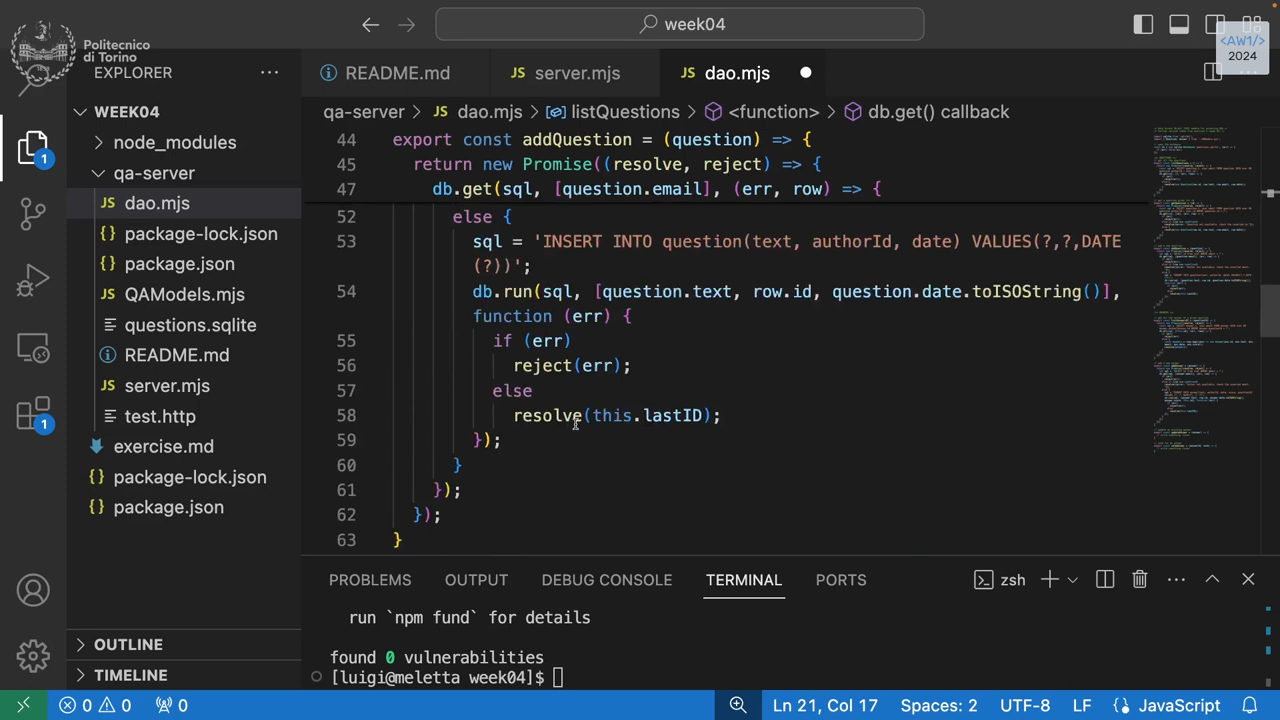 week04
Politecnico
di Torino
<AW1/>
2024
EXPLORER
README.md
server.mjs
dao.mjs
WEEK04
node_modules
qa-server
dao.mjs
package-lock.json
package.json
QAModels.mjs
questions.sqlite
README.md
server.mjs
test.http
exercise.md
package-lock.json
package.json
OUTLINE
TIMELINE
1
1
qa-server > dao.mjs > listQuestions > <function> > db.get() callback
44 export const addQuestion = (question) => {
45 return new Promise((resolve, reject) => {
47 db.get(sql, [question.email], (err, row) => {
52 else {
53 sql = INSERT INTO question(text, authorId, date) VALUES(?,?,DATE
(?))';
54 db.run(sql, [question.text, row.id, question.date.toISOString()],
function (err) {
55 if (err)
56 reject(err);
57 else
58 resolve(this.lastID);
59 });
60 }
61 });
62 });
63 }
PROBLEMS OUTPUT DEBUG CONSOLE TERMINAL PORTS
zsh
run `npm fund` for details
found 0 vulnerabilities
[luigi@meletta week04]$
0 0 0
Ln 21, Col 17 Spaces: 2 UTF-8 LF {} JavaScript